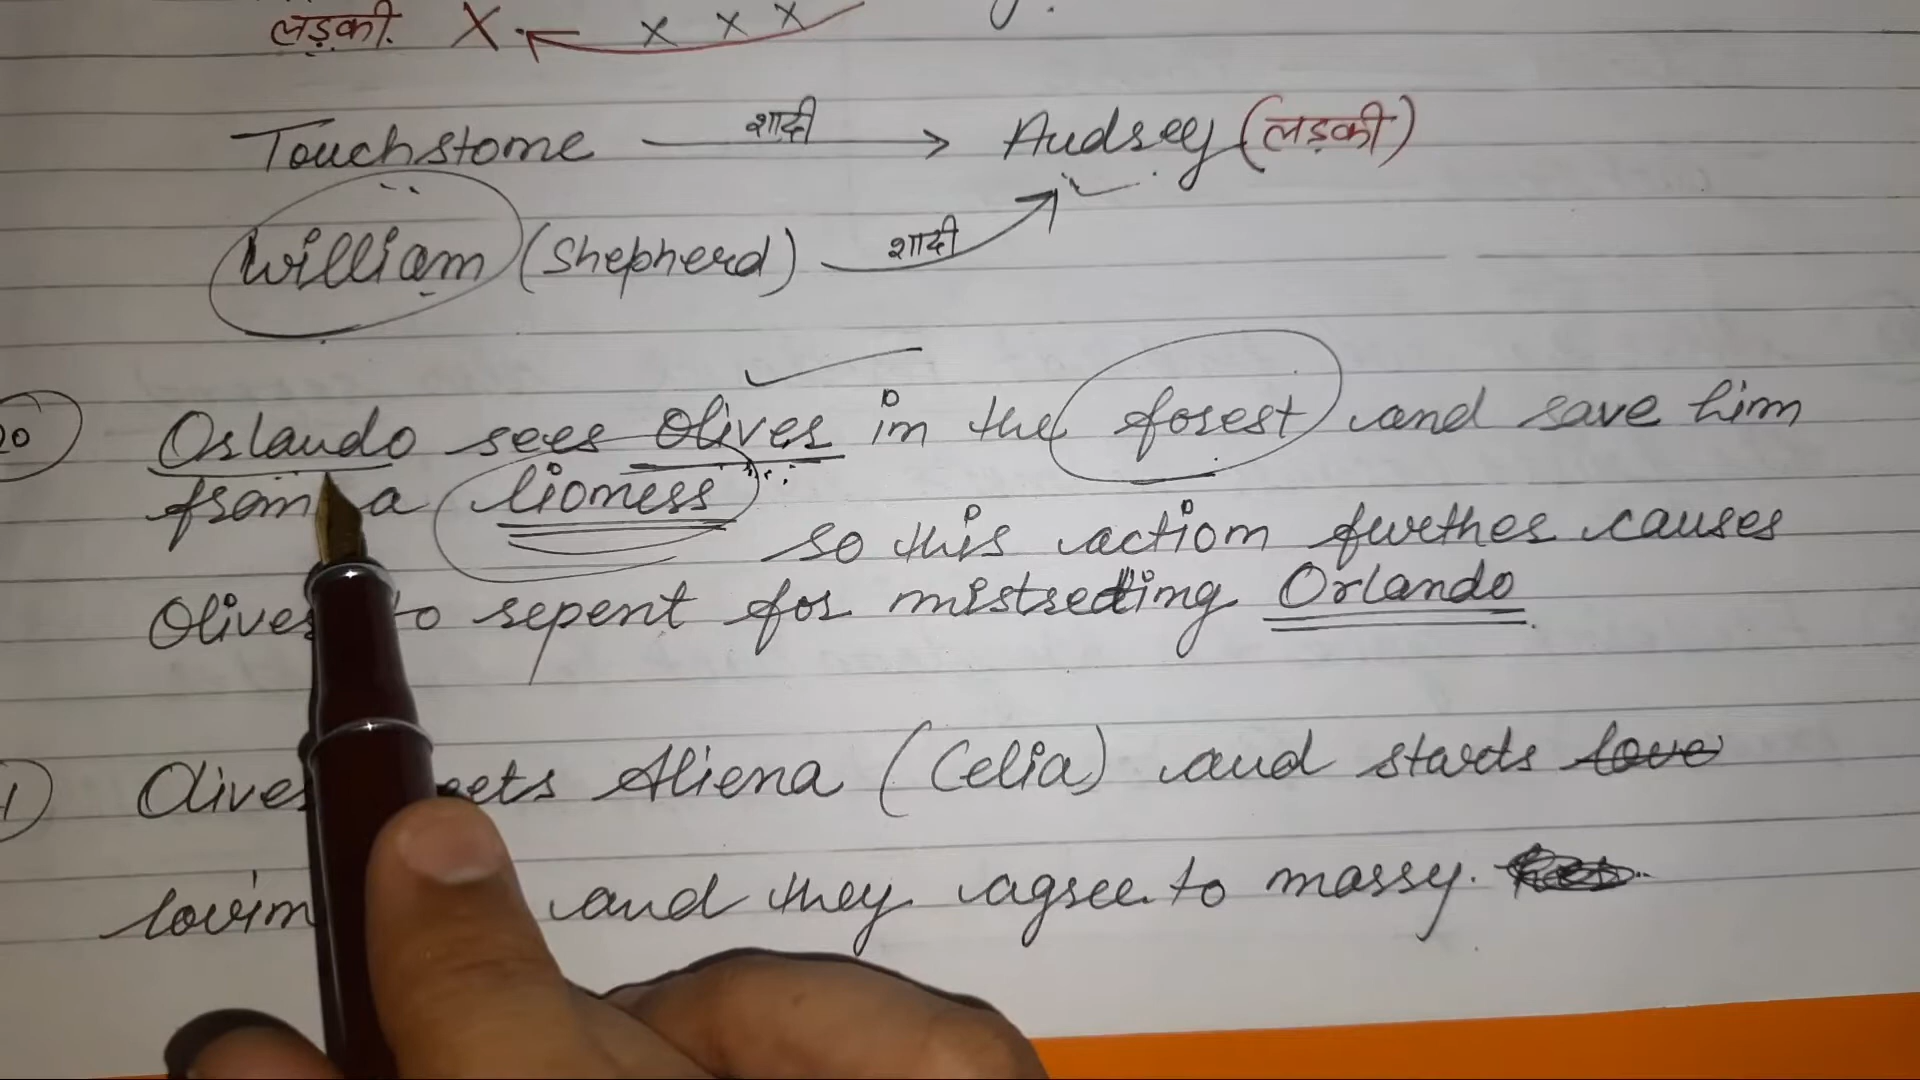 लड़की. X. x x x
Touchstone शादी Audrey (लड़की)
William (Shepherd) शादी
20 Orlando sees Oliver in the forest and save him
from a lioness
so this action further causes
Oliver to repent for mistreating Orlando
Oliver Aliena (Celia) and starts love
and they agree to marry.